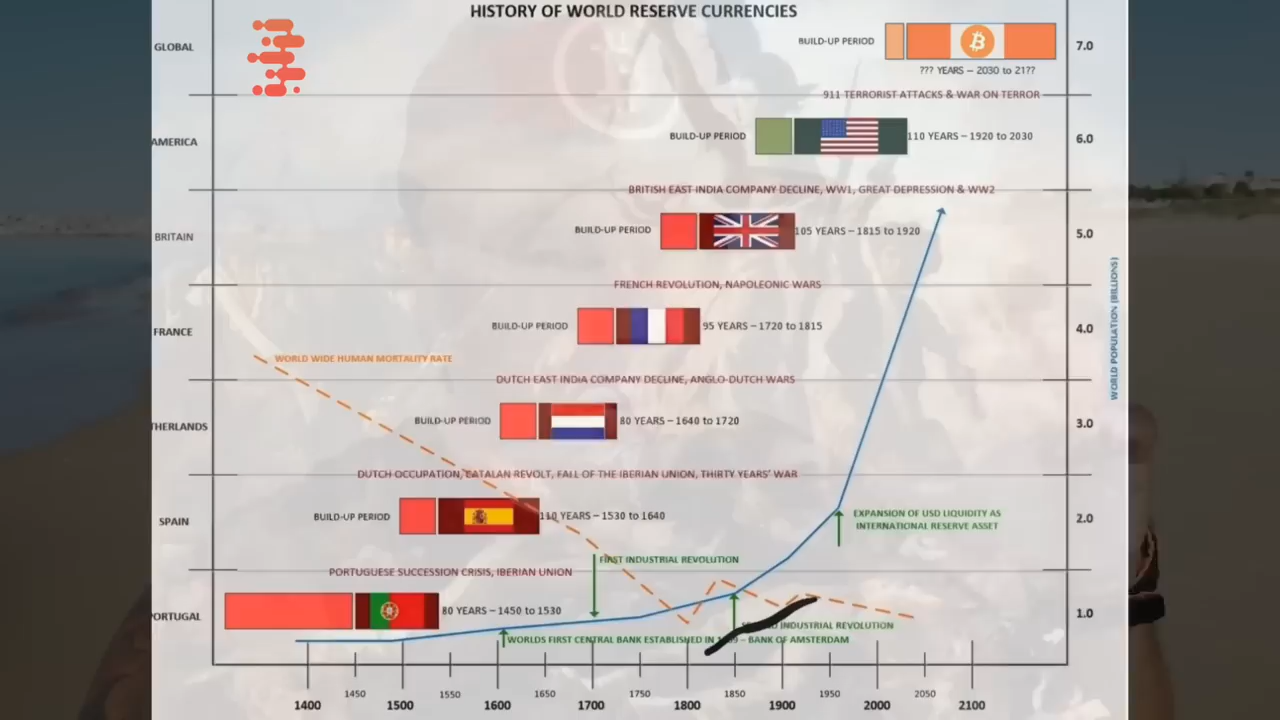 HISTORY OF WORLD RESERVE CURRENCIES
GLOBAL
BUILD-UP PERIOD
7.0
??? YEARS – 2030 to 21??
911 TERRORIST ATTACKS & WAR ON TERROR
AMERICA
BUILD-UP PERIOD
110 YEARS – 1920 to 2030
6.0
BRITISH EAST INDIA COMPANY DECLINE, WW1, GREAT DEPRESSION & WW2
BRITAIN
BUILD-UP PERIOD
105 YEARS – 1815 to 1920
5.0
FRENCH REVOLUTION, NAPOLEONIC WARS
WORLD POPULATION (BILLIONS)
FRANCE
BUILD-UP PERIOD
95 YEARS – 1720 to 1815
4.0
WORLD WIDE HUMAN MORTALITY RATE
DUTCH EAST INDIA COMPANY DECLINE, ANGLO-DUTCH WARS
THERLANDS
BUILD-UP PERIOD
80 YEARS – 1640 to 1720
3.0
DUTCH OCCUPATION, CATALAN REVOLT, FALL OF THE IBERIAN UNION, THIRTY YEARS' WAR
SPAIN
BUILD-UP PERIOD
110 YEARS – 1530 to 1640
EXPANSION OF USD LIQUIDITY AS
INTERNATIONAL RESERVE ASSET
2.0
FIRST INDUSTRIAL REVOLUTION
PORTUGUESE SUCCESSION CRISIS, IBERIAN UNION
PORTUGAL
80 YEARS – 1450 to 1530
1.0
INDUSTRIAL REVOLUTION
WORLDS FIRST CENTRAL BANK ESTABLISHED IN – BANK OF AMSTERDAM
1400 1450 1500 1550 1600 1650 1700 1750 1800 1850 1900 1950 2000 2050 2100